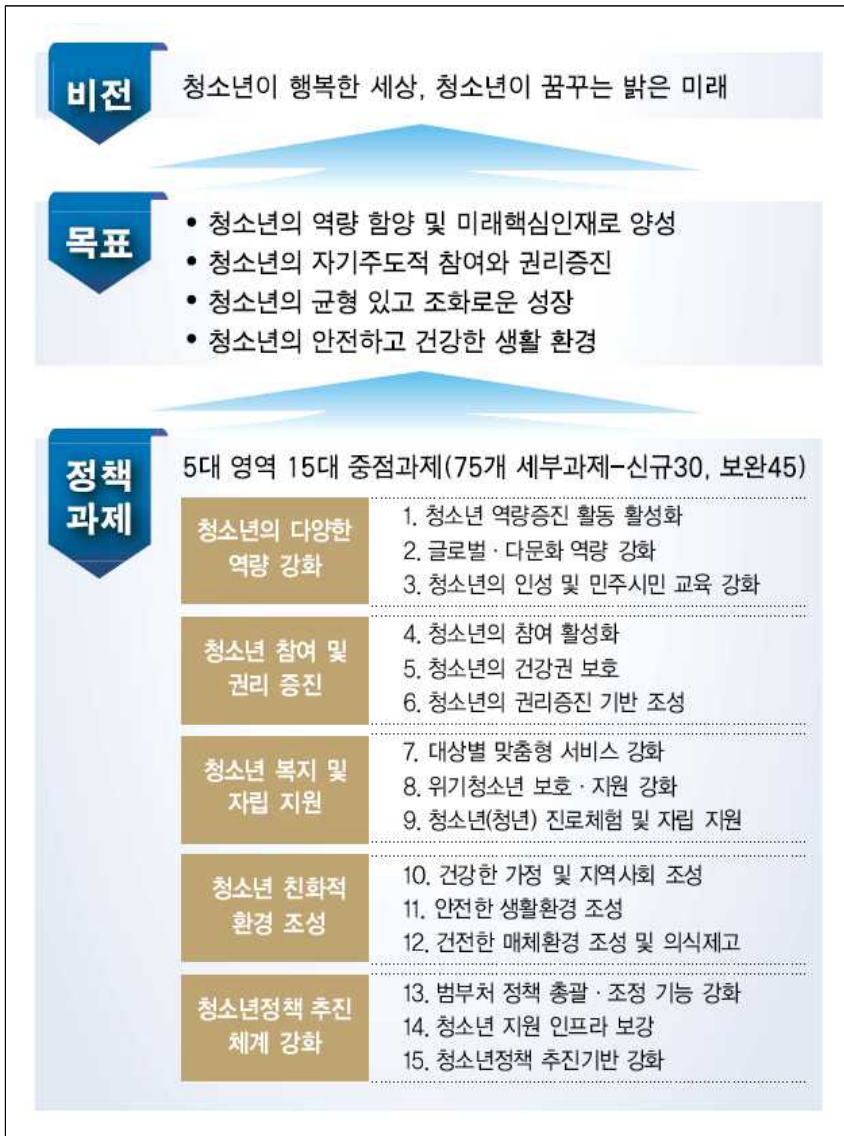 비전
청소년이 행복한 세상, 청소년이 꿈꾸는 밝은 미래
목표
• 청소년의 역량 함양 및 미래핵심인재로 양성
• 청소년의 자기주도적 참여와 권리증진
• 청소년의 균형 있고 조화로운 성장
• 청소년의 안전하고 건강한 생활 환경
정책
과제
5대 영역 15대 중점과제(75개 세부과제-신규30, 보완45)
청소년의 다양한
역량 강화
1. 청소년 역량증진 활동 활성화
2. 글로벌·다문화 역량 강화
3. 청소년의 인성 및 민주시민 교육 강화
청소년 참여 및
권리 증진
4. 청소년의 참여 활성화
5. 청소년의 건강권 보호
6. 청소년의 권리증진 기반 조성
청소년 복지 및
자립 지원
7. 대상별 맞춤형 서비스 강화
8. 위기청소년 보호·지원 강화
9. 청소년(청년) 진로체험 및 자립 지원
청소년 친화적
환경 조성
10. 건강한 가정 및 지역사회 조성
11. 안전한 생활환경 조성
12. 건전한 매체환경 조성 및 의식제고
청소년정책 추진
체계 강화
13. 범부처 정책 총괄·조정 기능 강화
14. 청소년 지원 인프라 보강
15. 청소년정책 추진기반 강화